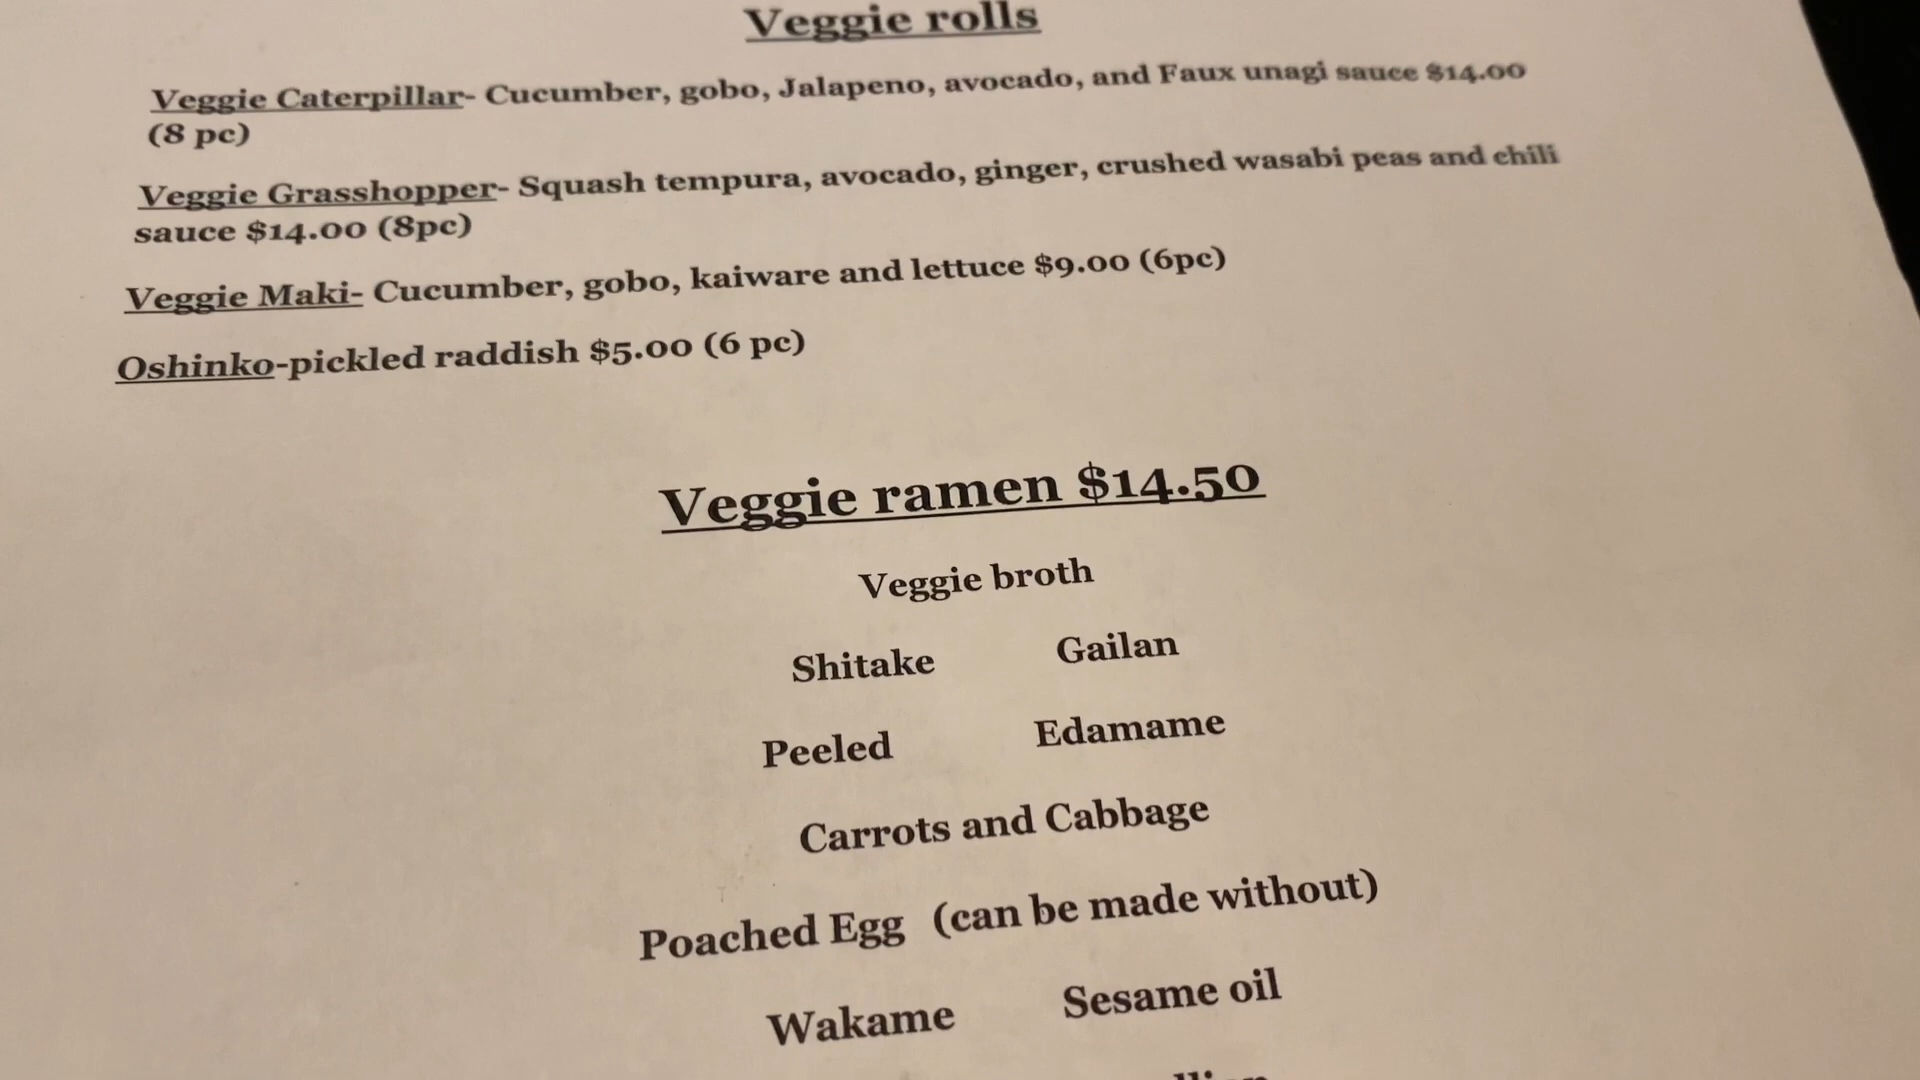 Veggie rolls
Veggie Caterpillar- Cucumber, gobo, Jalapeno, avocado, and Faux unagi sauce $14.00
(8 pc)
Veggie Grasshopper- Squash tempura, avocado, ginger, crushed wasabi peas and chili
sauce $14.00 (8pc)
Veggie Maki- Cucumber, gobo, kaiware and lettuce $9.00 (6pc)
Oshinko-pickled raddish $5.00 (6 pc)
Veggie ramen $14.50
Veggie broth
Shitake Gailan
Peeled Edamame
Carrots and Cabbage
Poached Egg (can be made without)
Wakame Sesame oil